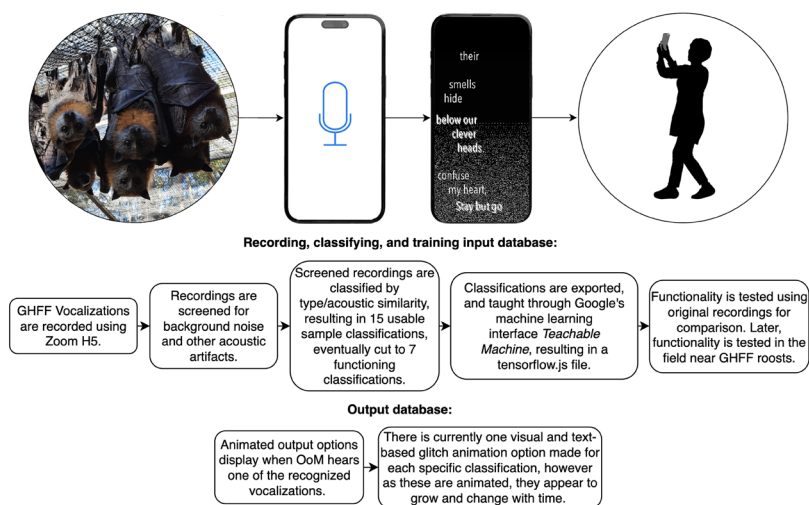 their
smells
hide
below our
clever
heads
confuse
my heart,
Stay but go
Recording, classifying, and training input database:
GHFF Vocalizations
are recorded using
Zoom H5.
Recordings are
screened for
background noise
and other acoustic
artifacts.
Screened recordings are
classified by
type/acoustic similarity,
resulting in 15 usable
sample classifications,
eventually cut to 7
functioning classifications.
Classifications are exported,
and taught through Google's
machine learning
interface Teachable
Machine, resulting in a
tensorflow.js file.
Functionality is tested using
original recordings for
comparison. Later,
functionality is tested in the
field near GHFF roosts.
Output database:
Animated output options
display when OoM hears
one of the recognized
vocalizations.
There is currently one visual and text-
based glitch animation option made for
each specific classification, however
as these are animated, they appear to
grow and change with time.